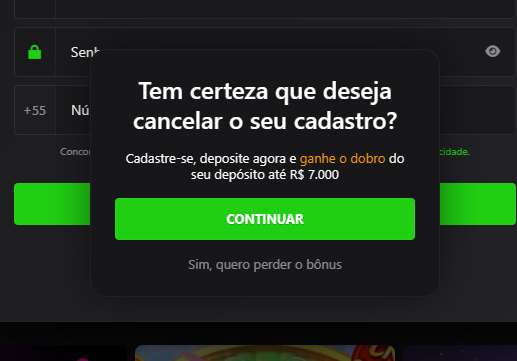 Senh
Tem certeza que deseja
cancelar o seu cadastro?
+55
Nú
Cadastre-se, deposite agora e ganhe o dobro do
seu depósito até R$ 7.000
Concor
cidade.
CONTINUAR
Sim, quero perder o bônus